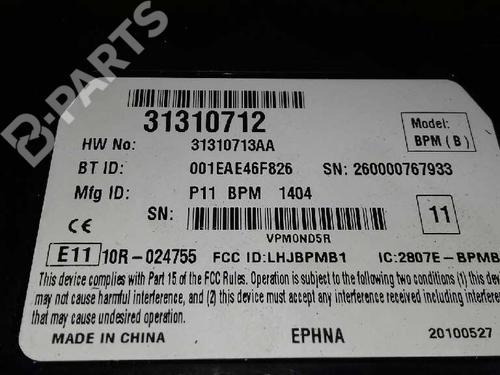 B-PARTS
31310712
Model:
BPM (B)
HW No: 31310713AA
BT ID: 001EAE46F826 SN: 260000767933
Mfg ID: P11 BPM 1404
SN:
VPM0ND5R
11
CE
E11 10R-024755 FCC ID:LHJBPMB1 IC:2807E-BPMB
This device complies with Part 15 of the FCC Rules. Operation is subject to the following two conditions (1) this dev
not cause harmful interference, and (2) this device must accept any interference received including interfere
that may cause undesired operation.
MADE IN CHINA EPHNA 20100527